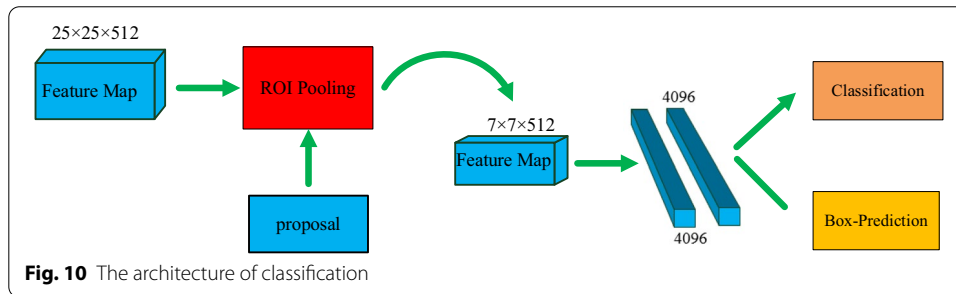 25×25×512
Feature Map
ROI Pooling
proposal
7×7×512
Feature Map
4096
4096
Classification
Box-Prediction
Fig. 10 The architecture of classification